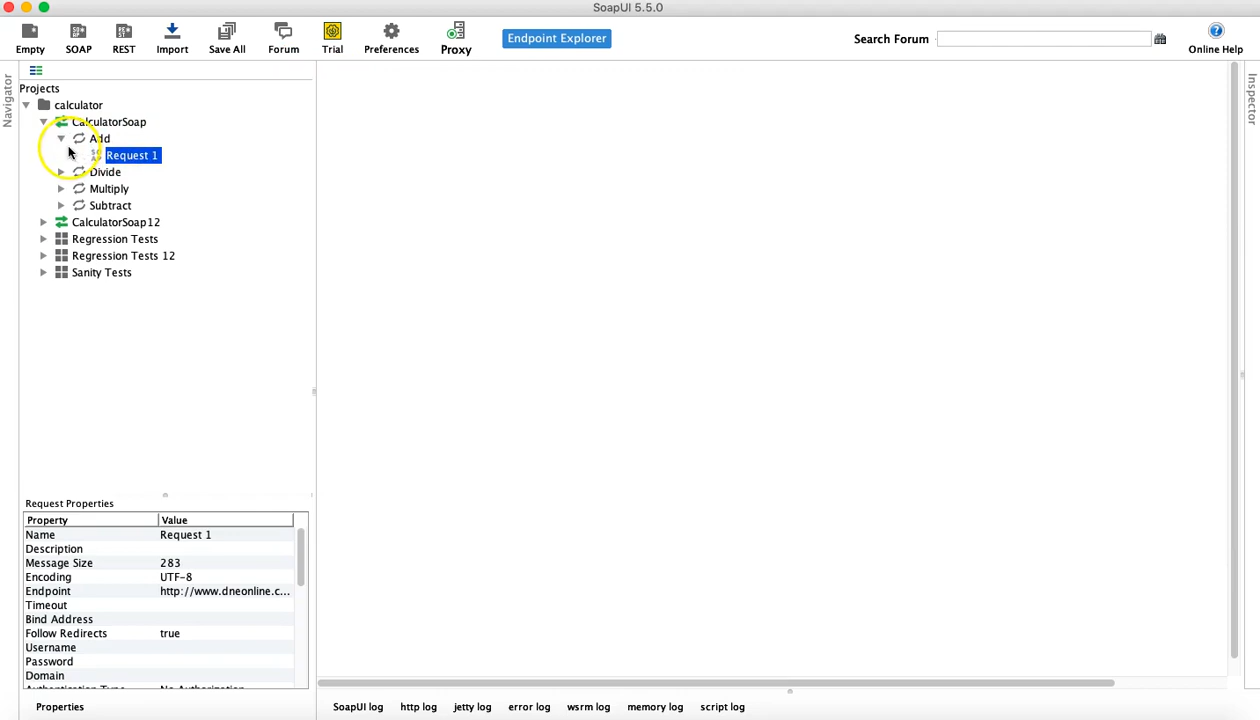 SoapUI 5.5.0
Empty SOAP REST Import Save All Forum Trial Preferences Proxy Endpoint Explorer Search Forum Online Help
Navigator
Inspector
Projects
calculator
CalculatorSoap
Add
Request 1
Divide
Multiply
Subtract
CalculatorSoap12
Regression Tests
Regression Tests 12
Sanity Tests
Request Properties
Property Value
Name Request 1
Description
Message Size 283
Encoding UTF-8
Endpoint http://www.dneonline.c...
Timeout
Bind Address
Follow Redirects true
Username
Password
Domain
Authentication Type No Authorization
Properties
SoapUI log http log jetty log error log wsrm log memory log script log